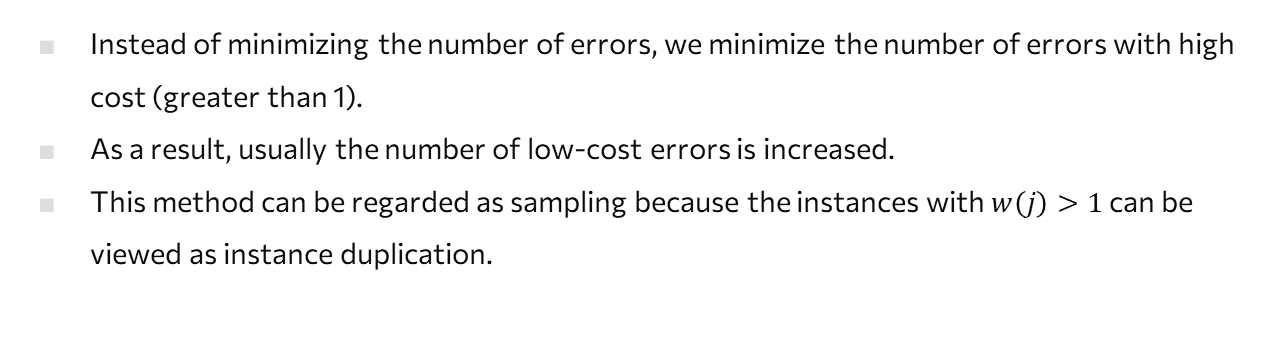 Instead of minimizing the number of errors, we minimize the number of errors with high
cost (greater than 1).
As a result, usually the number of low-cost errors is increased.
This method can be regarded as sampling because the instances with w(j) > 1 can be
viewed as instance duplication.